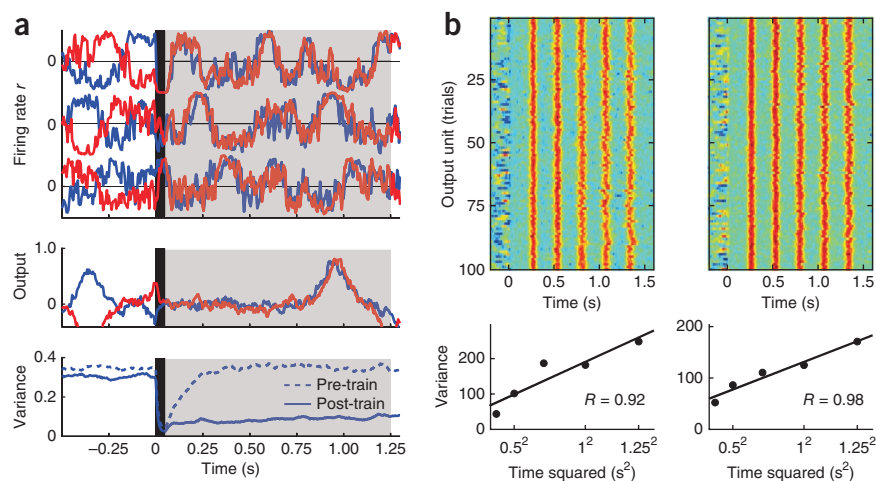 a
Firing rate r
0
0
0
Output
1.0
0
Variance
0.4
0.2
0
Pre-train
Post-train
–0.25 0 0.25 0.50 0.75 1.00 1.25
Time (s)
b
Output unit (trials)
25
50
75
100
0 0.5 1.0 1.5
Time (s)
0 0.5 1.0 1.5
Time (s)
Variance
200
100
0
R = 0.92
0.5² 1² 1.25²
Time squared (s²)
200
100
0
R = 0.98
0.5² 1² 1.25²
Time squared (s²)